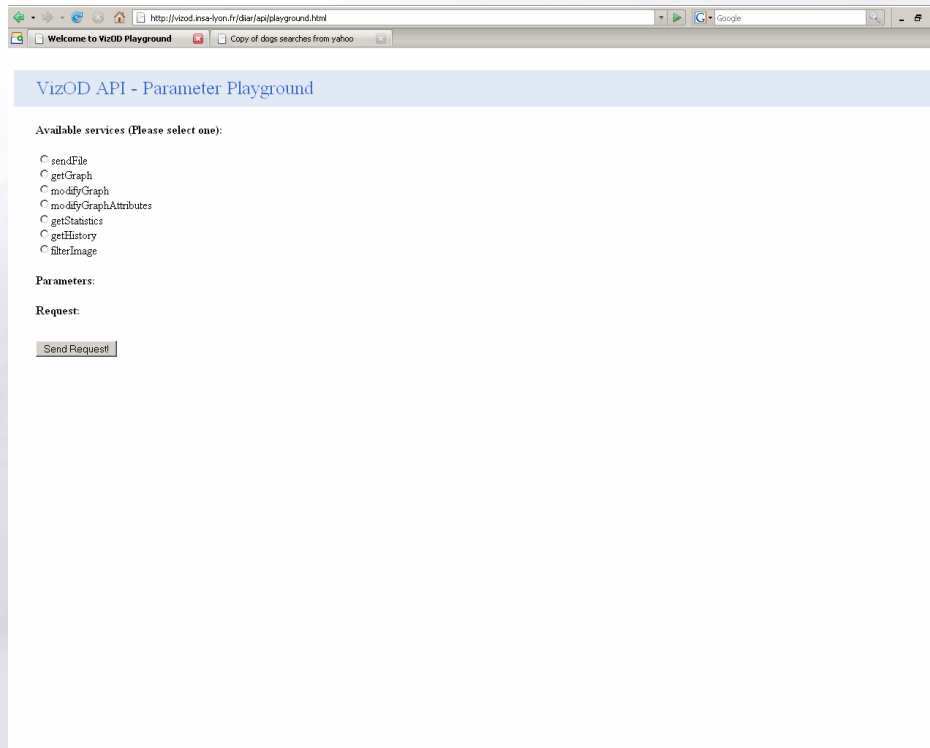 http://vizod.insa-lyon.fr/diar/api/playground.html
G
Google
Welcome to VizOD Playground
Copy of dogs searches from yahoo
VizOD API - Parameter Playground
Available services (Please select one):
sendFile
getGraph
modifyGraph
modifyGraphAttributes
getStatistics
getHistory
filterImage
Parameters:
Request:
Send Request!